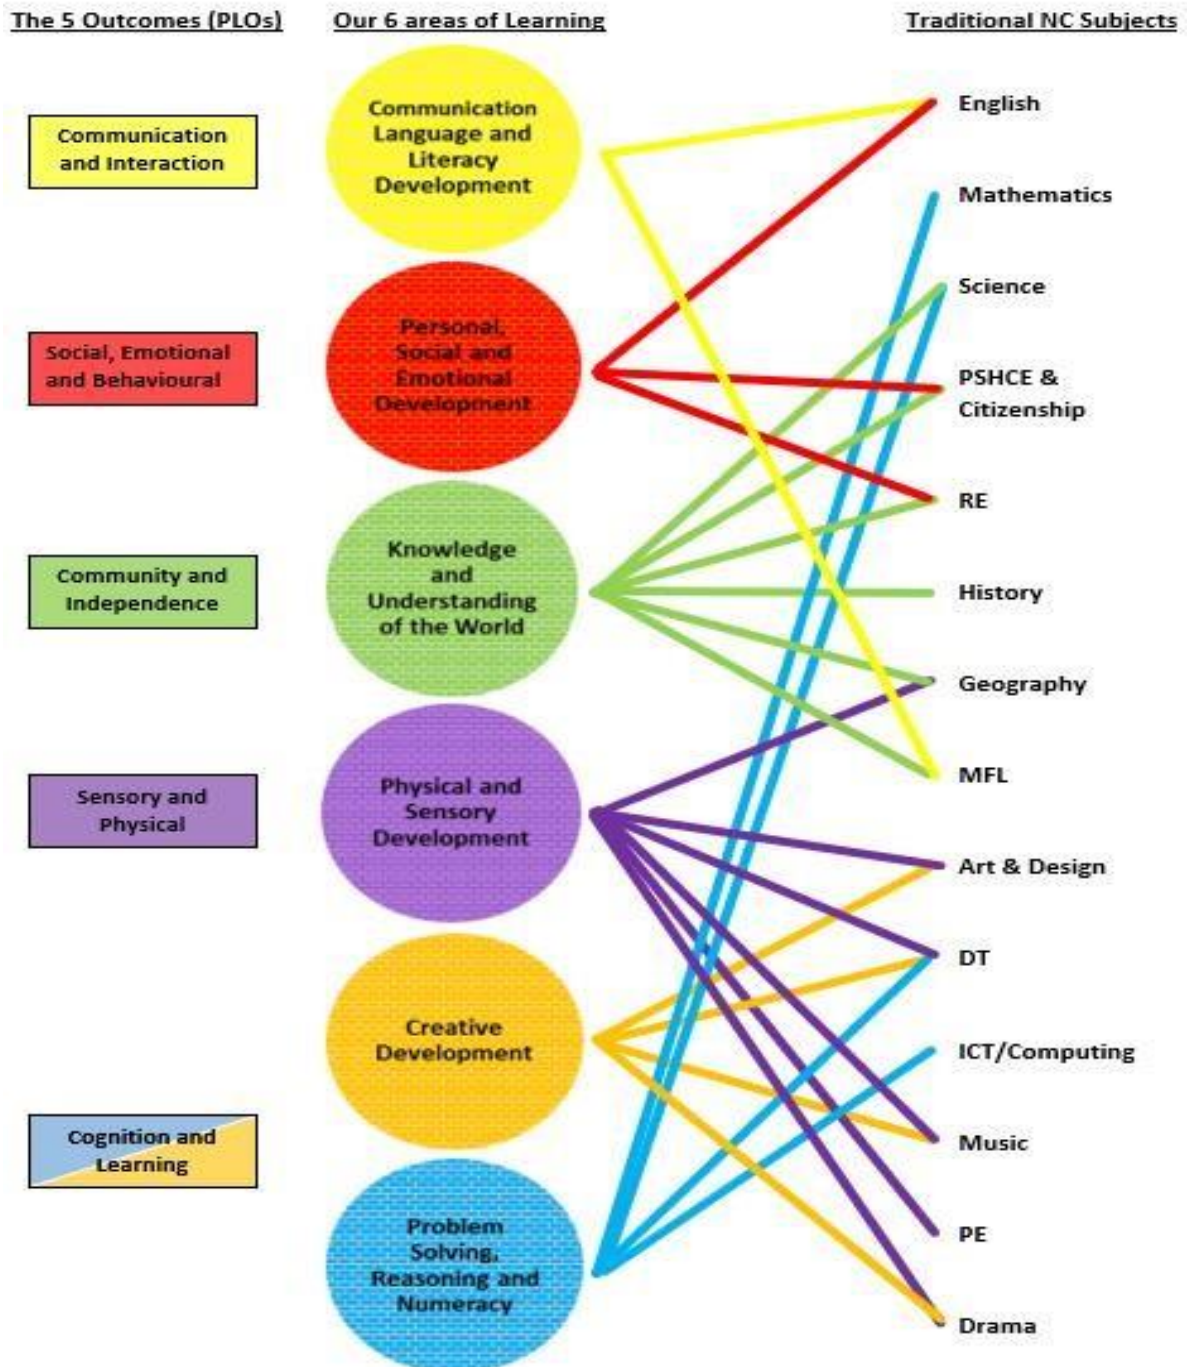 The 5 Outcomes (PLOs)
Our 6 areas of Learning
Traditional NC Subjects
Communication
and Interaction
Social, Emotional
and Behavioural
Community and
Independence
Sensory and
Physical
Cognition and
Learning
Communication
Language and
Literacy
Development
Personal,
Social and
Emotional
Development
Knowledge
and
Understanding
of the World
Physical and
Sensory
Development
Creative
Development
Problem
Solving,
Reasoning and
Numeracy
English
Mathematics
Science
PSHCE &
Citizenship
RE
History
Geography
MFL
Art & Design
DT
ICT/Computing
Music
PE
Drama